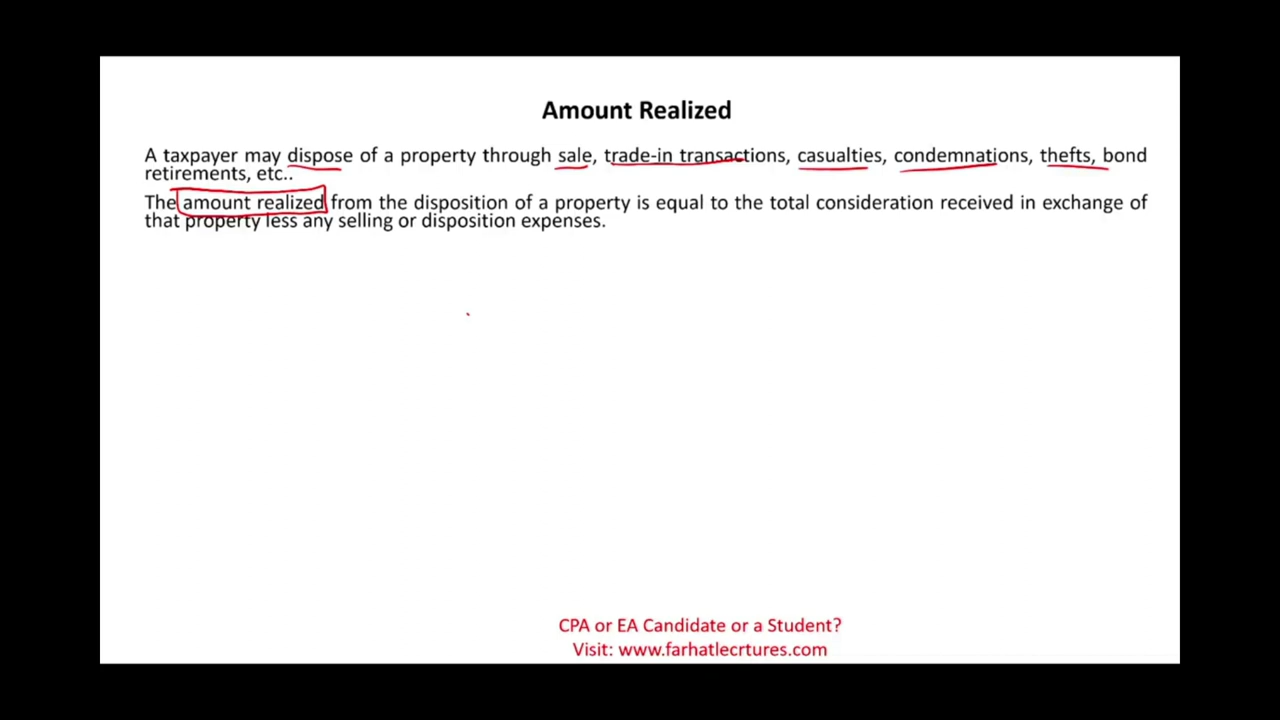 Amount Realized
A taxpayer may dispose of a property through sale, trade-in transactions, casualties, condemnations, thefts, bond
retirements, etc..
The amount realized from the disposition of a property is equal to the total consideration received in exchange of
that property less any selling or disposition expenses.
CPA or EA Candidate or a Student?
Visit: www.farhatlecrtures.com